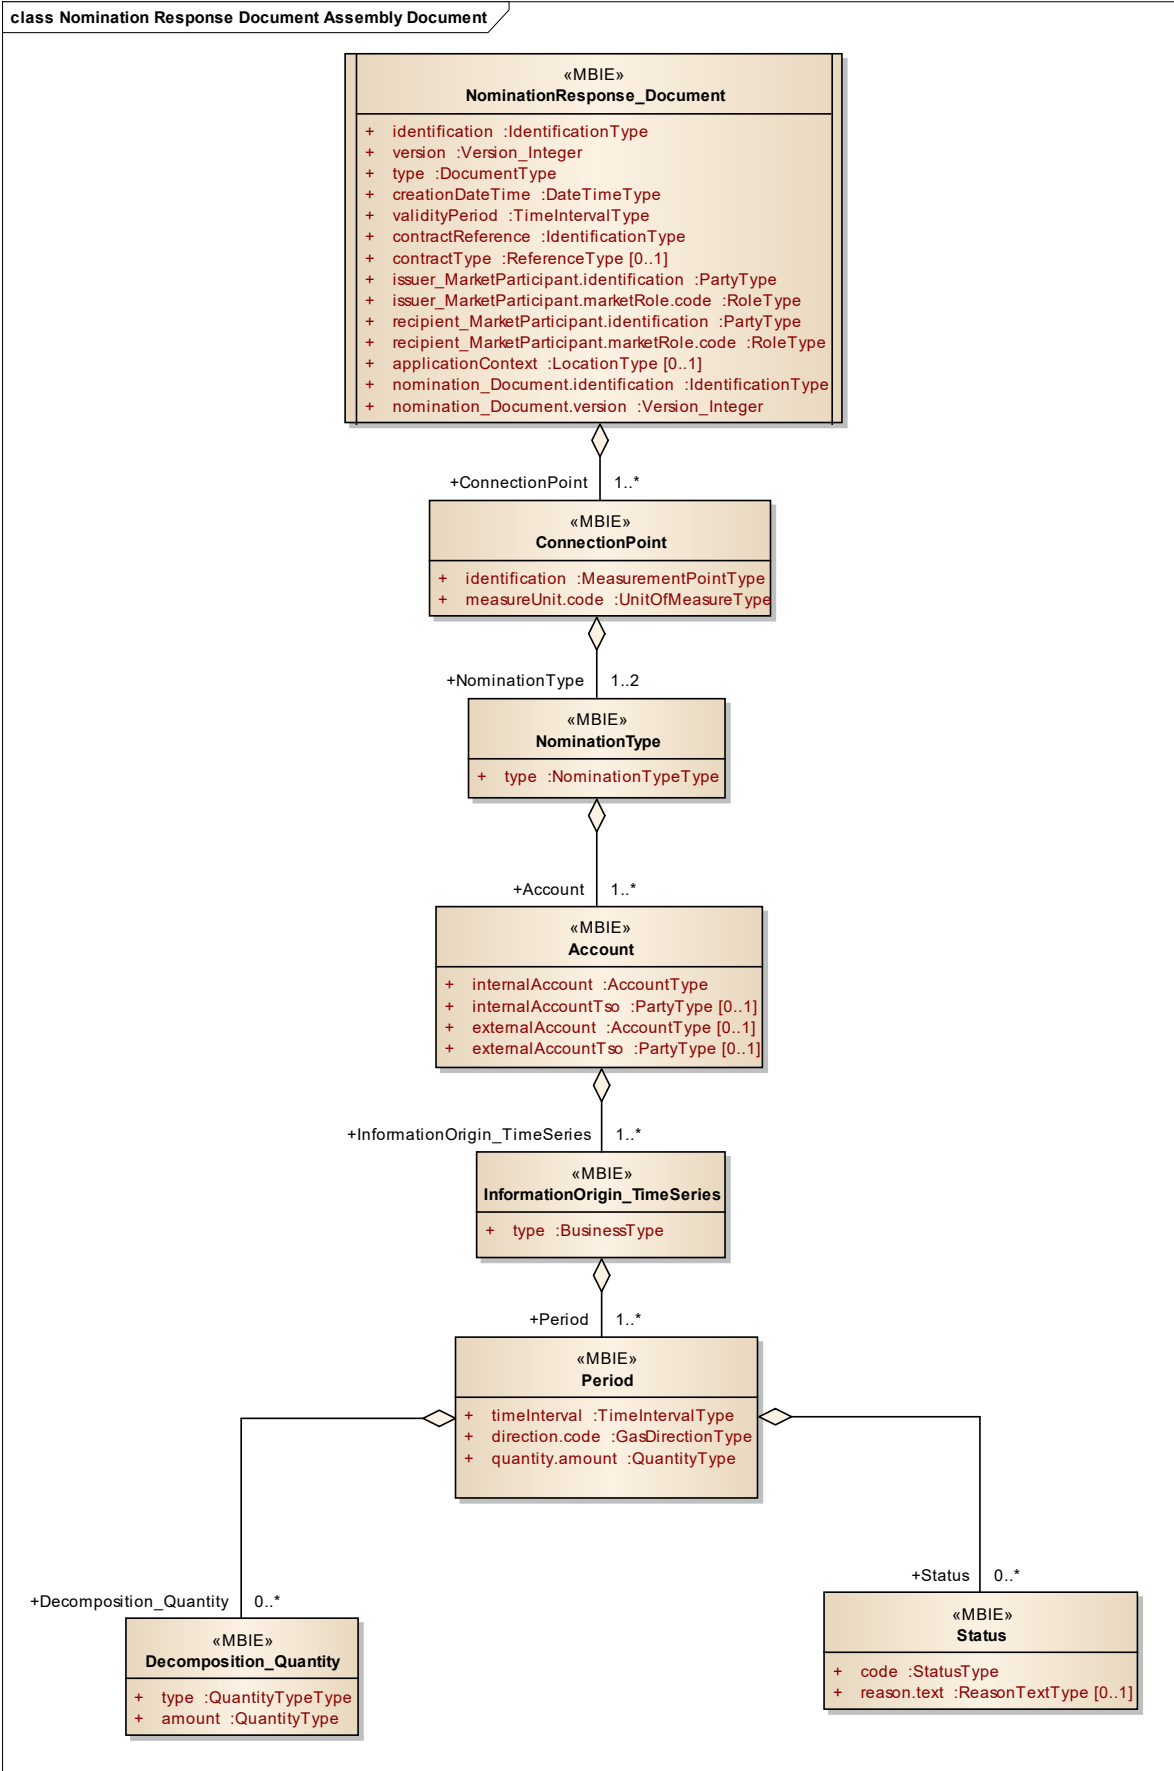 class Nomination Response Document Assembly Document
«MBIE»
NominationResponse_Document
+ identification :IdentificationType
+ version :Version_Integer
+ type :DocumentType
+ creationDateTime :DateTimeType
+ validityPeriod :TimeIntervalType
+ contractReference :IdentificationType
+ contractType :ReferenceType [0..1]
+ issuer_MarketParticipant.identification :PartyType
+ issuer_MarketParticipant.marketRole.code :RoleType
+ recipient_MarketParticipant.identification :PartyType
+ recipient_MarketParticipant.marketRole.code :RoleType
+ applicationContext :LocationType [0..1]
+ nomination_Document.identification :IdentificationType
+ nomination_Document.version :Version_Integer
+ConnectionPoint 1..*
«MBIE»
ConnectionPoint
+ identification :MeasurementPointType
+ measureUnit.code :UnitOfMeasureType
+NominationType 1..2
«MBIE»
NominationType
+ type :NominationTypeType
+Account 1..*
«MBIE»
Account
+ internalAccount :AccountType
+ internalAccountTso :PartyType [0..1]
+ externalAccount :AccountType [0..1]
+ externalAccountTso :PartyType [0..1]
+InformationOrigin_TimeSeries 1..*
«MBIE»
InformationOrigin_TimeSeries
+ type :BusinessType
+Period 1..*
«MBIE»
Period
+ timeInterval :TimeIntervalType
+ direction.code :GasDirectionType
+ quantity.amount :QuantityType
+Decomposition_Quantity 0..*
«MBIE»
Decomposition_Quantity
+ type :QuantityTypeType
+ amount :QuantityType
+Status 0..*
«MBIE»
Status
+ code :StatusType
+ reason.text :ReasonTextType [0..1]